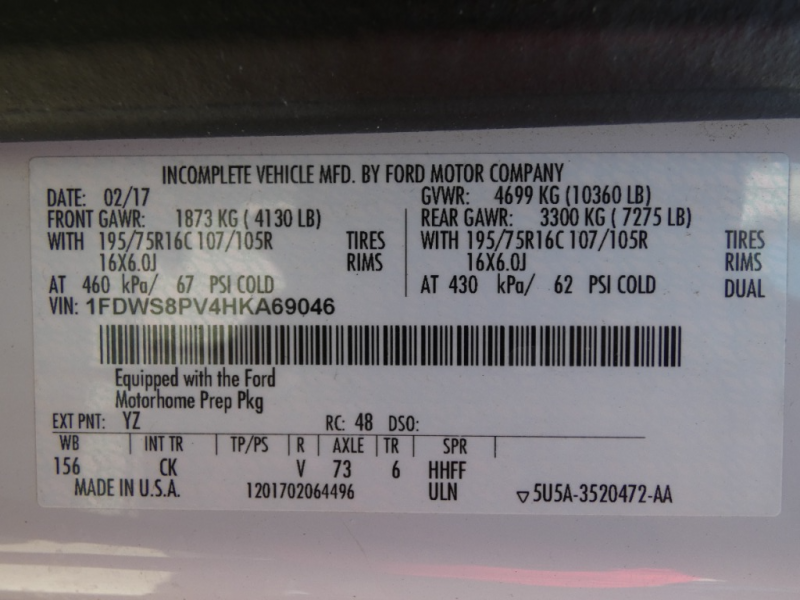 INCOMPLETE VEHICLE MFD. BY FORD MOTOR COMPANY
DATE: 02/17 GVWR: 4699 KG (10360 LB)
FRONT GAWR: 1873 KG ( 4130 LB) REAR GAWR: 3300 KG ( 7275 LB)
WITH 195/75R16C 107/105R TIRES WITH 195/75R16C 107/105R TIRES
16X6.0J RIMS 16X6.0J RIMS
AT 460 kPa/ 67 PSI COLD AT 430 kPa/ 62 PSI COLD DUAL
VIN: 1FDWS8PV4HKA69046
Equipped with the Ford
Motorhome Prep Pkg
EXT PNT: YZ RC: 48 DSO:
WB | INT TR | TP/PS | R | AXLE | TR | SPR |
156 CK V 73 6 HHFF
MADE IN U.S.A. 1201702064496 ULN ▽5U5A-3520472-AA